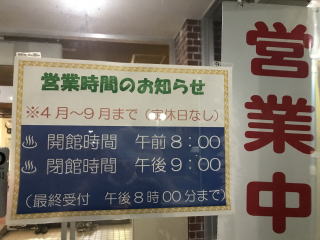 営業時間のお知らせ
※4月〜9月まで（定休日なし）
♨ 開館時間 午前8：00
♨ 閉館時間 午後9：00
（最終受付 午後8時00分まで）
営業中